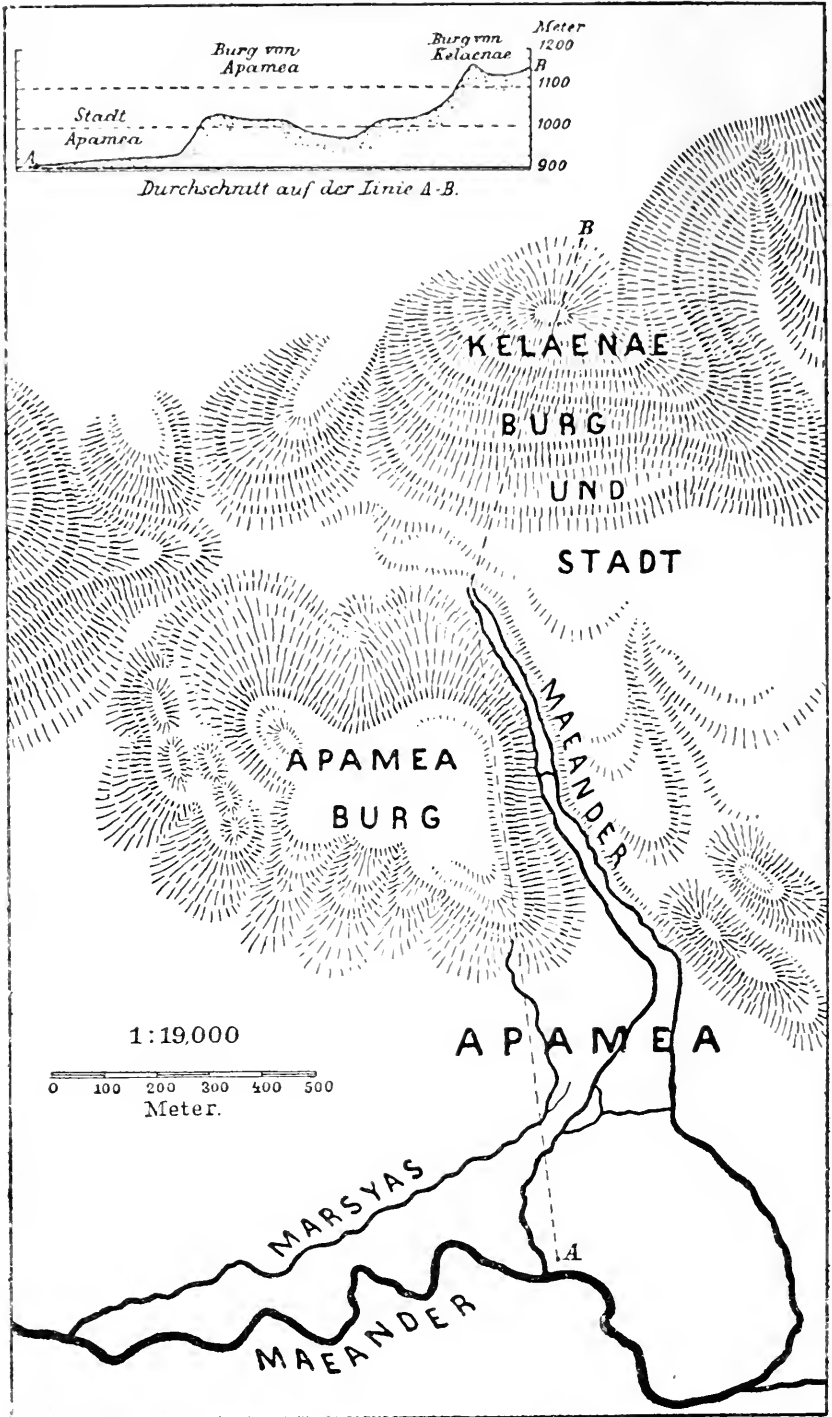 Meter
Burg von
Apamea
Burg von
Kelaenae
1200
B
1100
Stadt
Apamea
1000
A
900
Durchschnitt auf der Linie A-B.
B
KELAENAE
BURG
UND
STADT
MAEANDER
APAMEA
BURG
1:19,000
APAMEA
0 100 200 300 400 500
Meter.
MARSYAS
A
MAEANDER